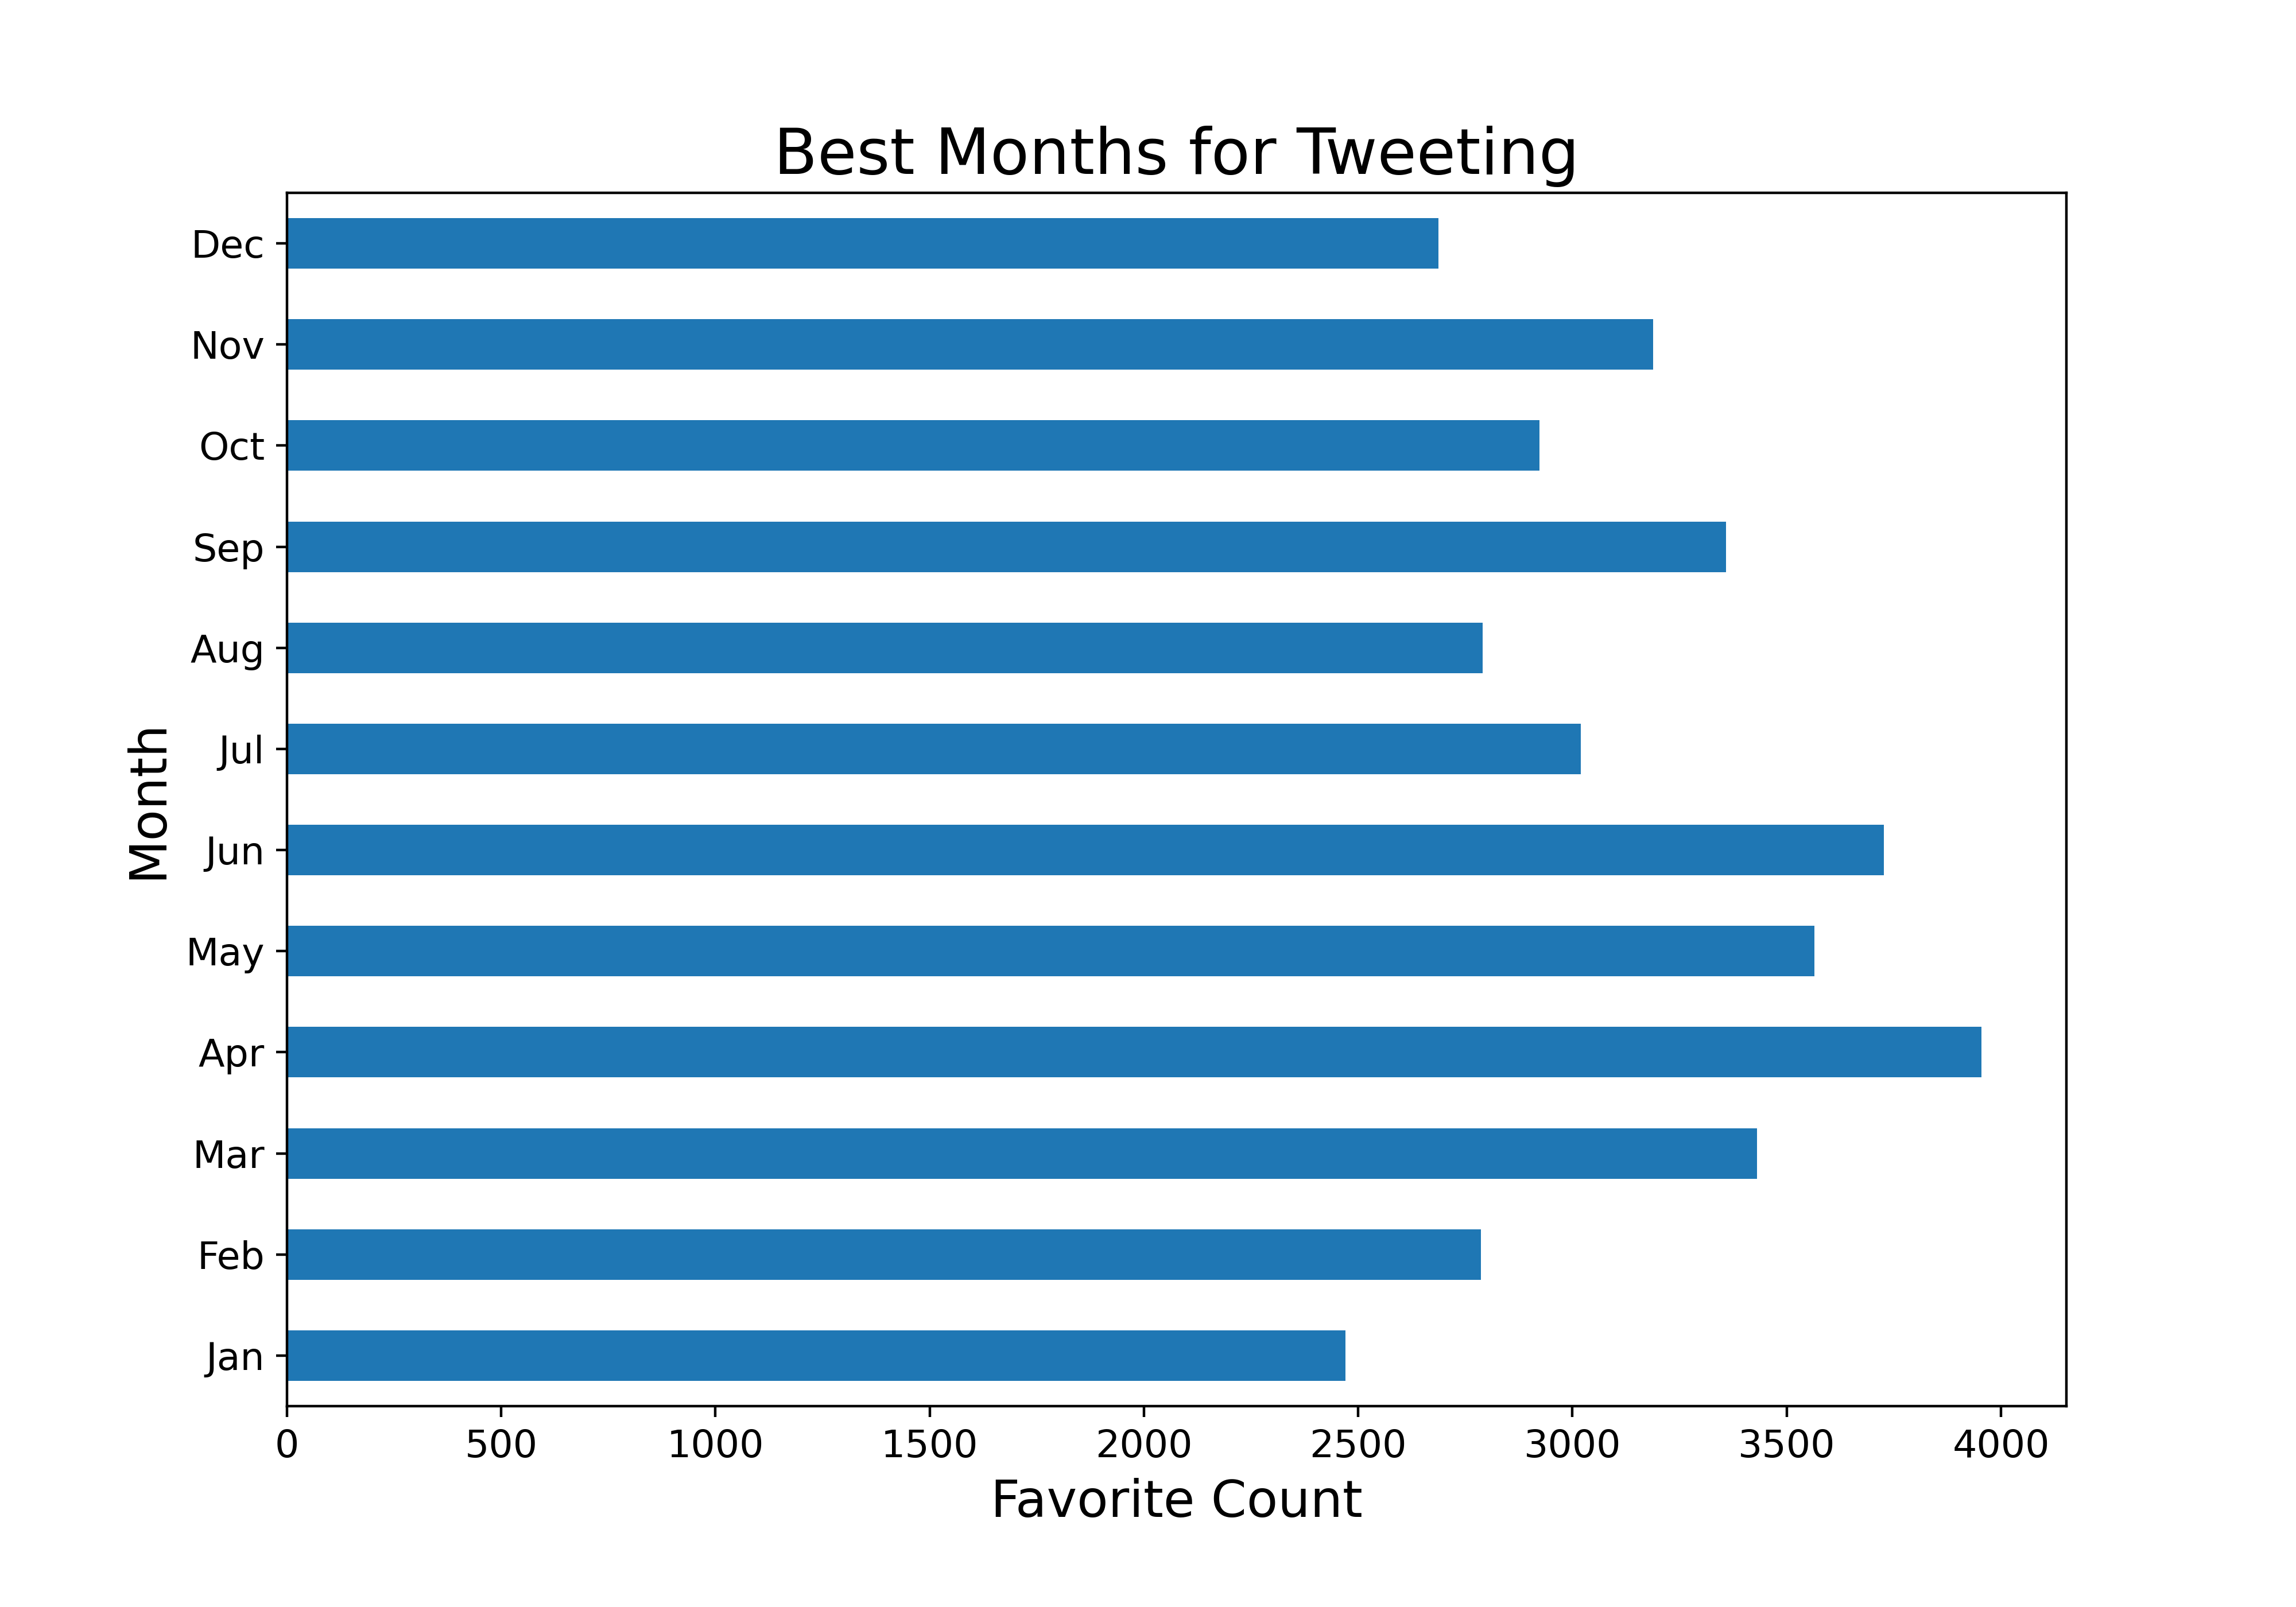 Best Months for Tweeting
Dec
Nov
Oct
Sep
Aug
Jul
Jun
May
Apr
Mar
Feb
Jan
Month
0 500 1000 1500 2000 2500 3000 3500 4000
Favorite Count